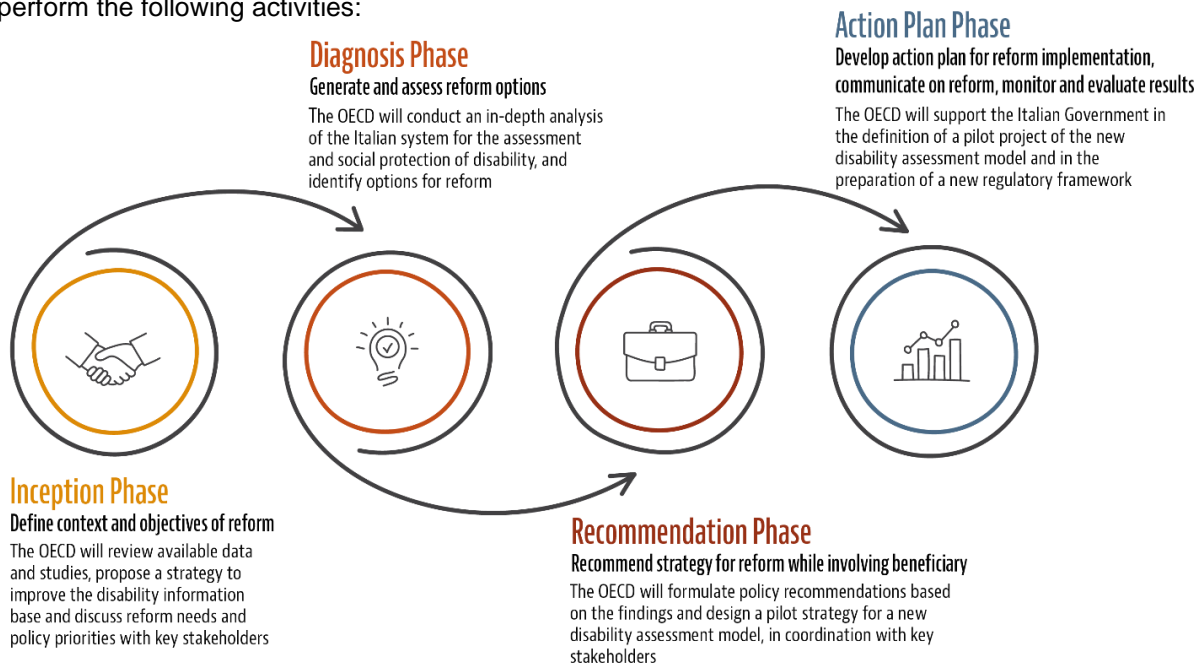 perform the following activities:
Inception Phase
Define context and objectives of reform
The OECD will review available data
and studies, propose a strategy to
improve the disability information
base and discuss reform needs and
policy priorities with key stakeholders
Diagnosis Phase
Generate and assess reform options
The OECD will conduct an in-depth analysis
of the Italian system for the assessment
and social protection of disability, and
identify options for reform
Recommendation Phase
Recommend strategy for reform while involving beneficiary
The OECD will formulate policy recommendations based
on the findings and design a pilot strategy for a new
disability assessment model, in coordination with key
stakeholders
Action Plan Phase
Develop action plan for reform implementation,
communicate on reform, monitor and evaluate results
The OECD will support the Italian Government in
the definition of a pilot project of the new
disability assessment model and in the
preparation of a new regulatory framework